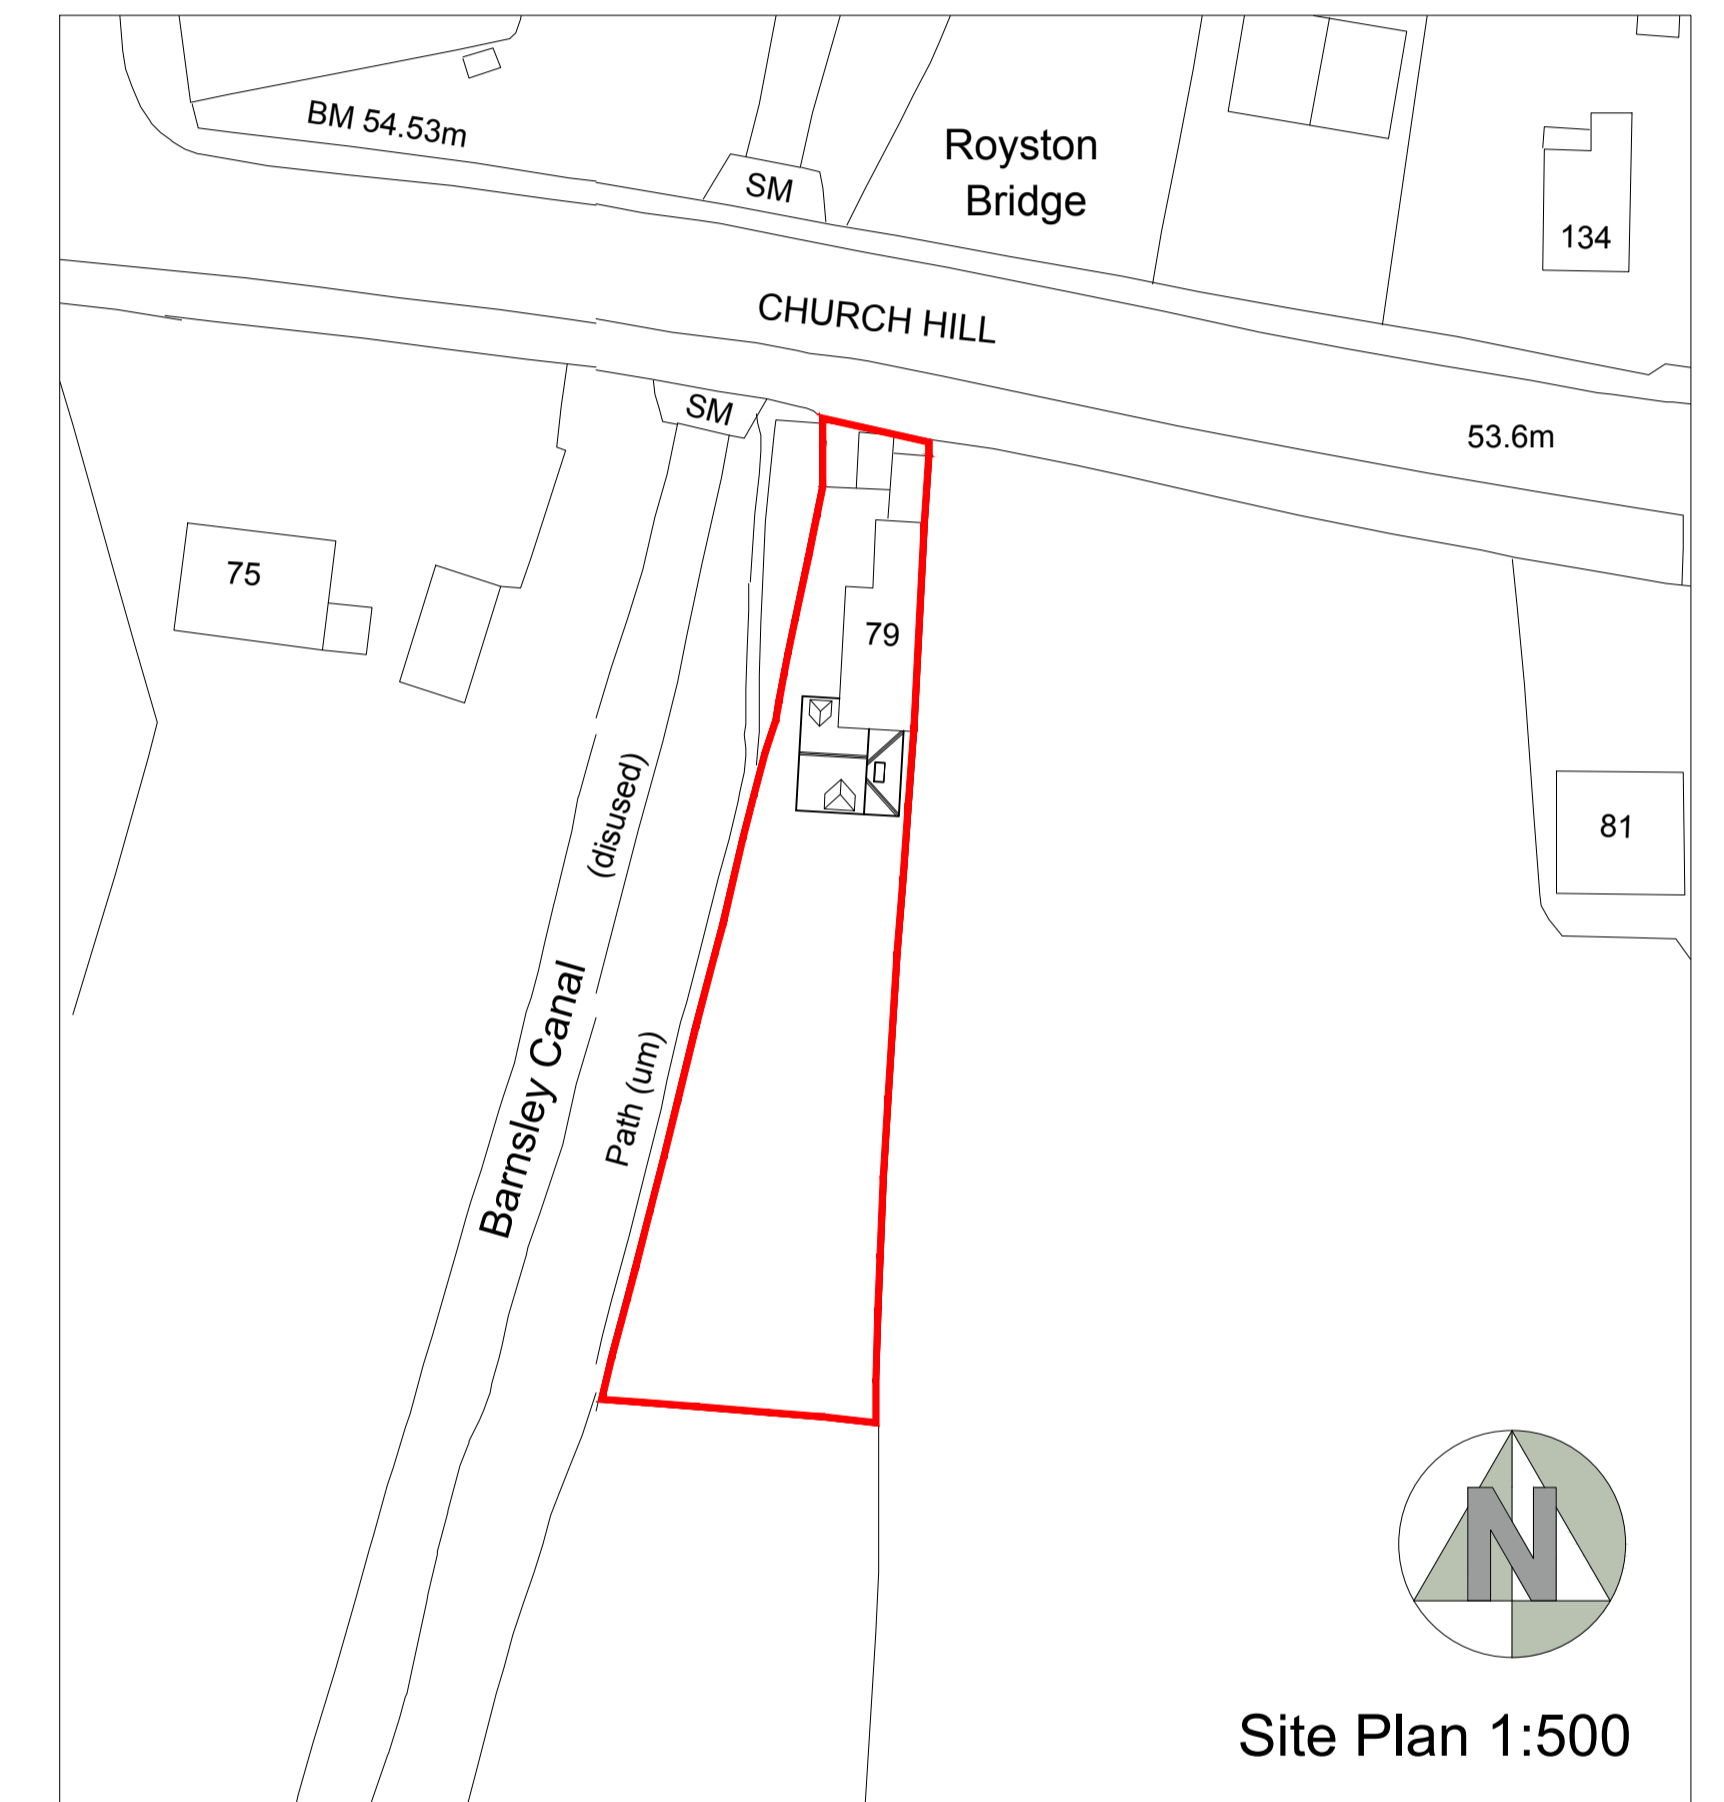 BM 54.53m
Royston
Bridge
SM
134
CHURCH HILL
SM
53.6m
75
79
(disused)
81
Barnsley Canal
Path (um)
N
Site Plan 1:500